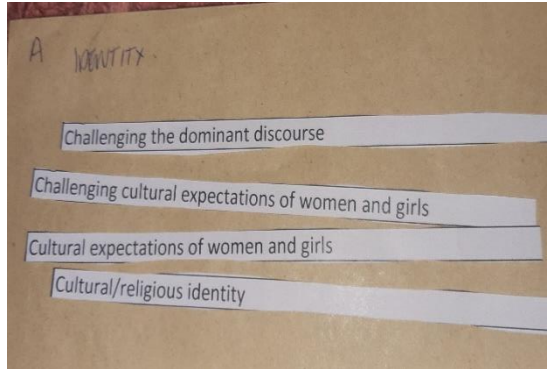 A IDENTITY.
Challenging the dominant discourse
Challenging cultural expectations of women and girls
Cultural expectations of women and girls
Cultural/religious identity